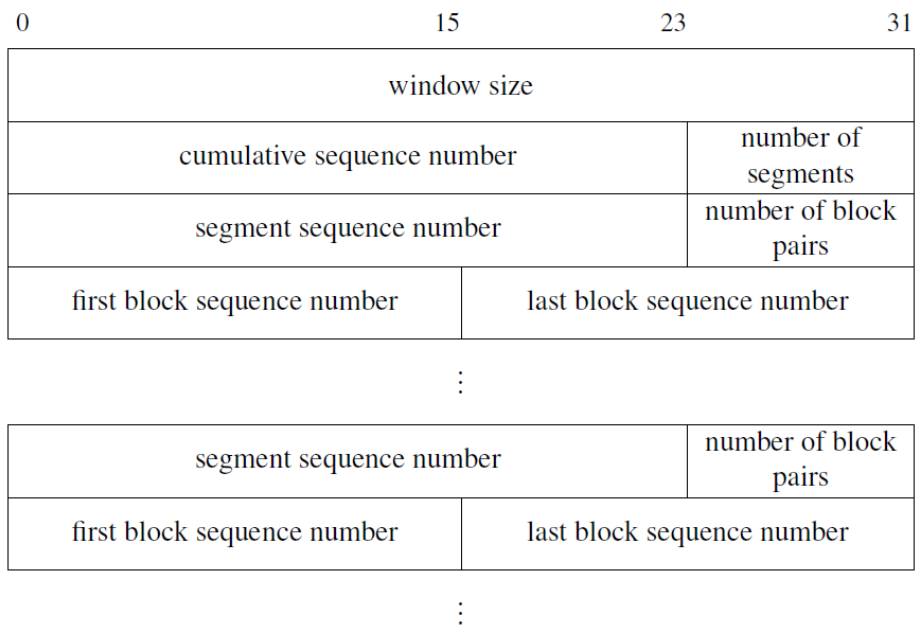 0 15 23 31
window size
cumulative sequence number
number of
segments
segment sequence number
number of block
pairs
first block sequence number
last block sequence number
⋮
segment sequence number
number of block
pairs
first block sequence number
last block sequence number
⋮